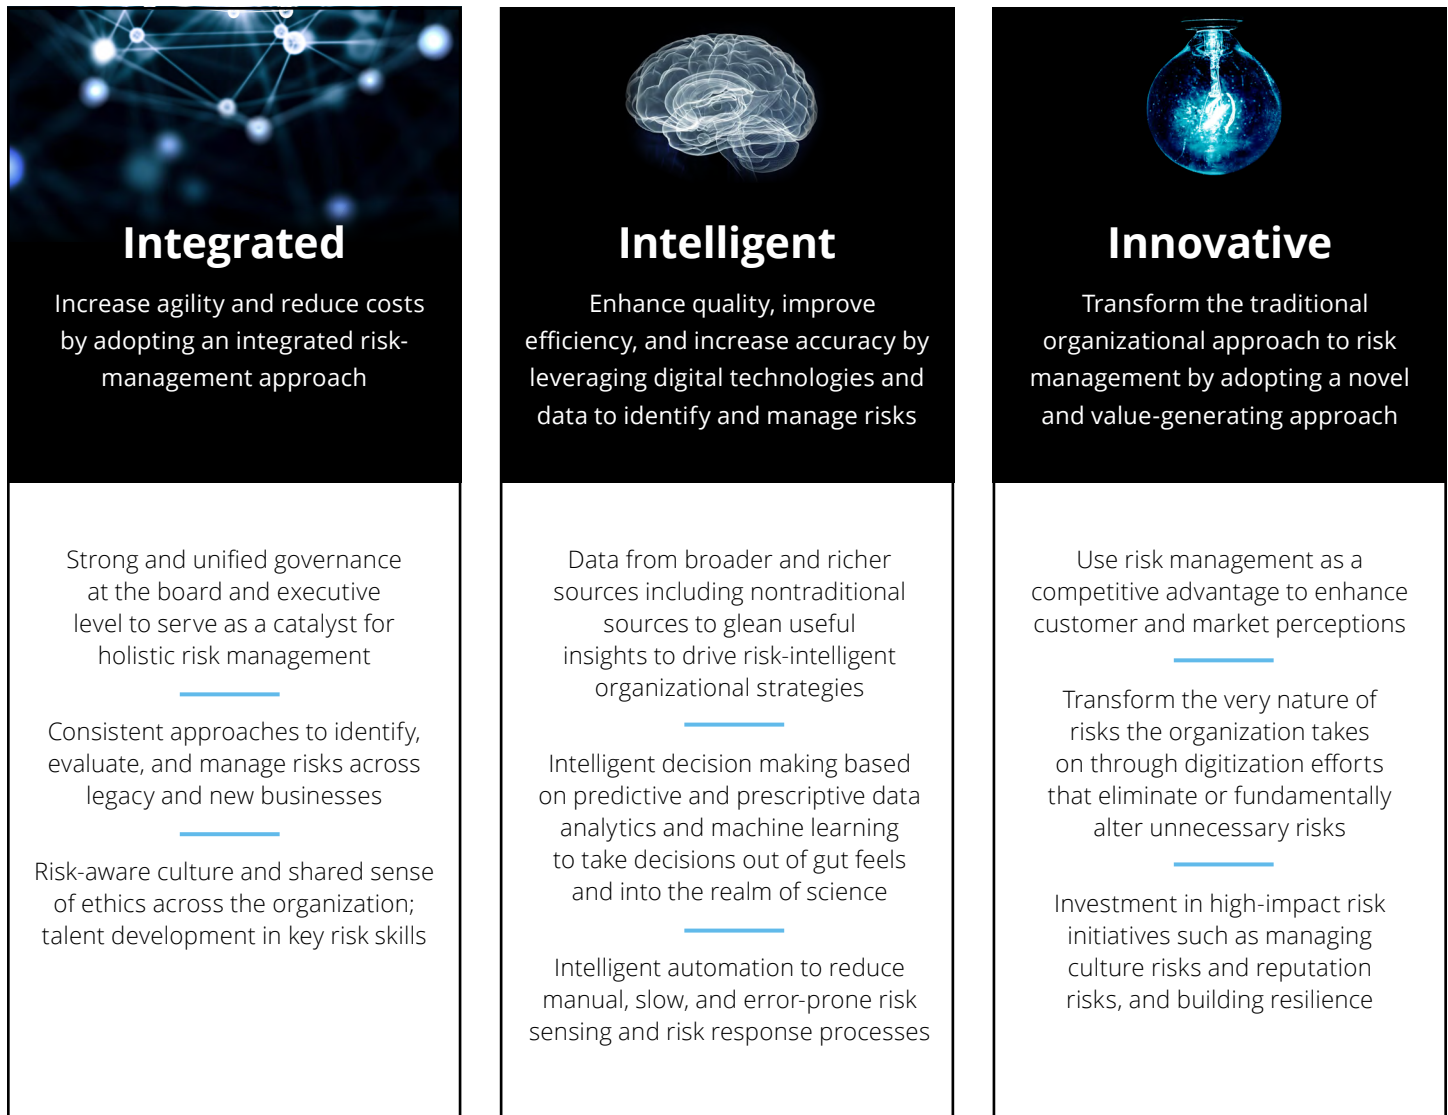 Integrated
Increase agility and reduce costs
by adopting an integrated risk-
management approach
Strong and unified governance
at the board and executive
level to serve as a catalyst for
holistic risk management
Consistent approaches to identify,
evaluate, and manage risks across
legacy and new businesses
Risk-aware culture and shared sense
of ethics across the organization;
talent development in key risk skills
Intelligent
Enhance quality, improve
efficiency, and increase accuracy by
leveraging digital technologies and
data to identify and manage risks
Data from broader and richer
sources including nontraditional
sources to glean useful
insights to drive risk-intelligent
organizational strategies
Intelligent decision making based
on predictive and prescriptive data
analytics and machine learning
to take decisions out of gut feels
and into the realm of science
Intelligent automation to reduce
manual, slow, and error-prone risk
sensing and risk response processes
Innovative
Transform the traditional
organizational approach to risk
management by adopting a novel
and value-generating approach
Use risk management as a
competitive advantage to enhance
customer and market perceptions
Transform the very nature of
risks the organization takes
on through digitization efforts
that eliminate or fundamentally
alter unnecessary risks
Investment in high-impact risk
initiatives such as managing
culture risks and reputation
risks, and building resilience